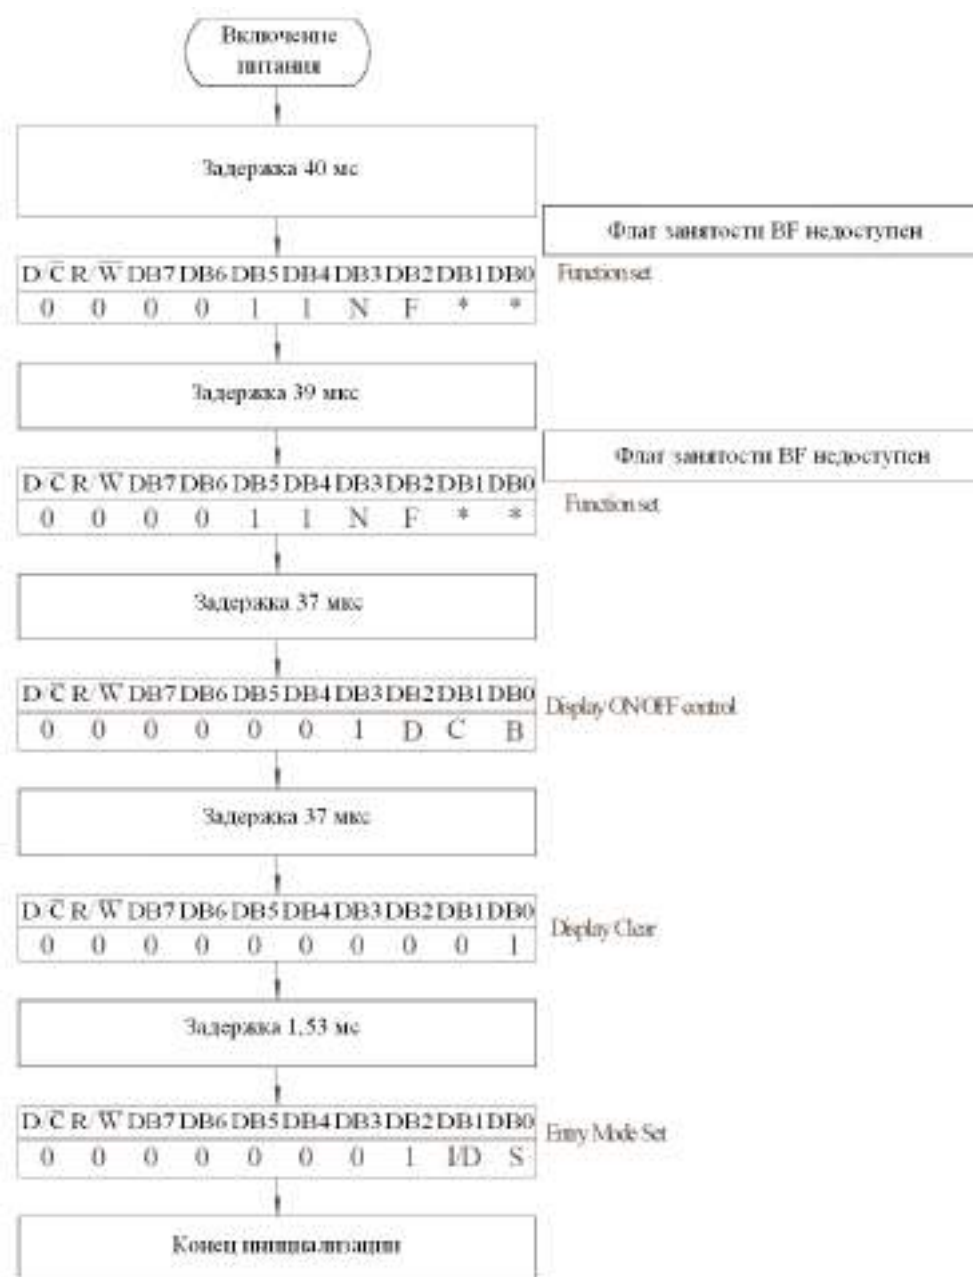 Включение
питания
Задержка 40 мс
Флаг занятости BF недоступен
D/C̅ R/W̅ DB7 DB6 DB5 DB4 DB3 DB2 DB1 DB0
Function set
0 0 0 0 1 1 N F * *
Задержка 39 мкс
Флаг занятости BF недоступен
D/C̅ R/W̅ DB7 DB6 DB5 DB4 DB3 DB2 DB1 DB0
Function set
0 0 0 0 1 1 N F * *
Задержка 37 мкс
D/C̅ R/W̅ DB7 DB6 DB5 DB4 DB3 DB2 DB1 DB0
Display ON/OFF control
0 0 0 0 0 0 1 D C B
Задержка 37 мкс
D/C̅ R/W̅ DB7 DB6 DB5 DB4 DB3 DB2 DB1 DB0
Display Clear
0 0 0 0 0 0 0 0 0 1
Задержка 1,53 мс
D/C̅ R/W̅ DB7 DB6 DB5 DB4 DB3 DB2 DB1 DB0
Entry Mode Set
0 0 0 0 0 0 0 1 I/D S
Конец инициализации